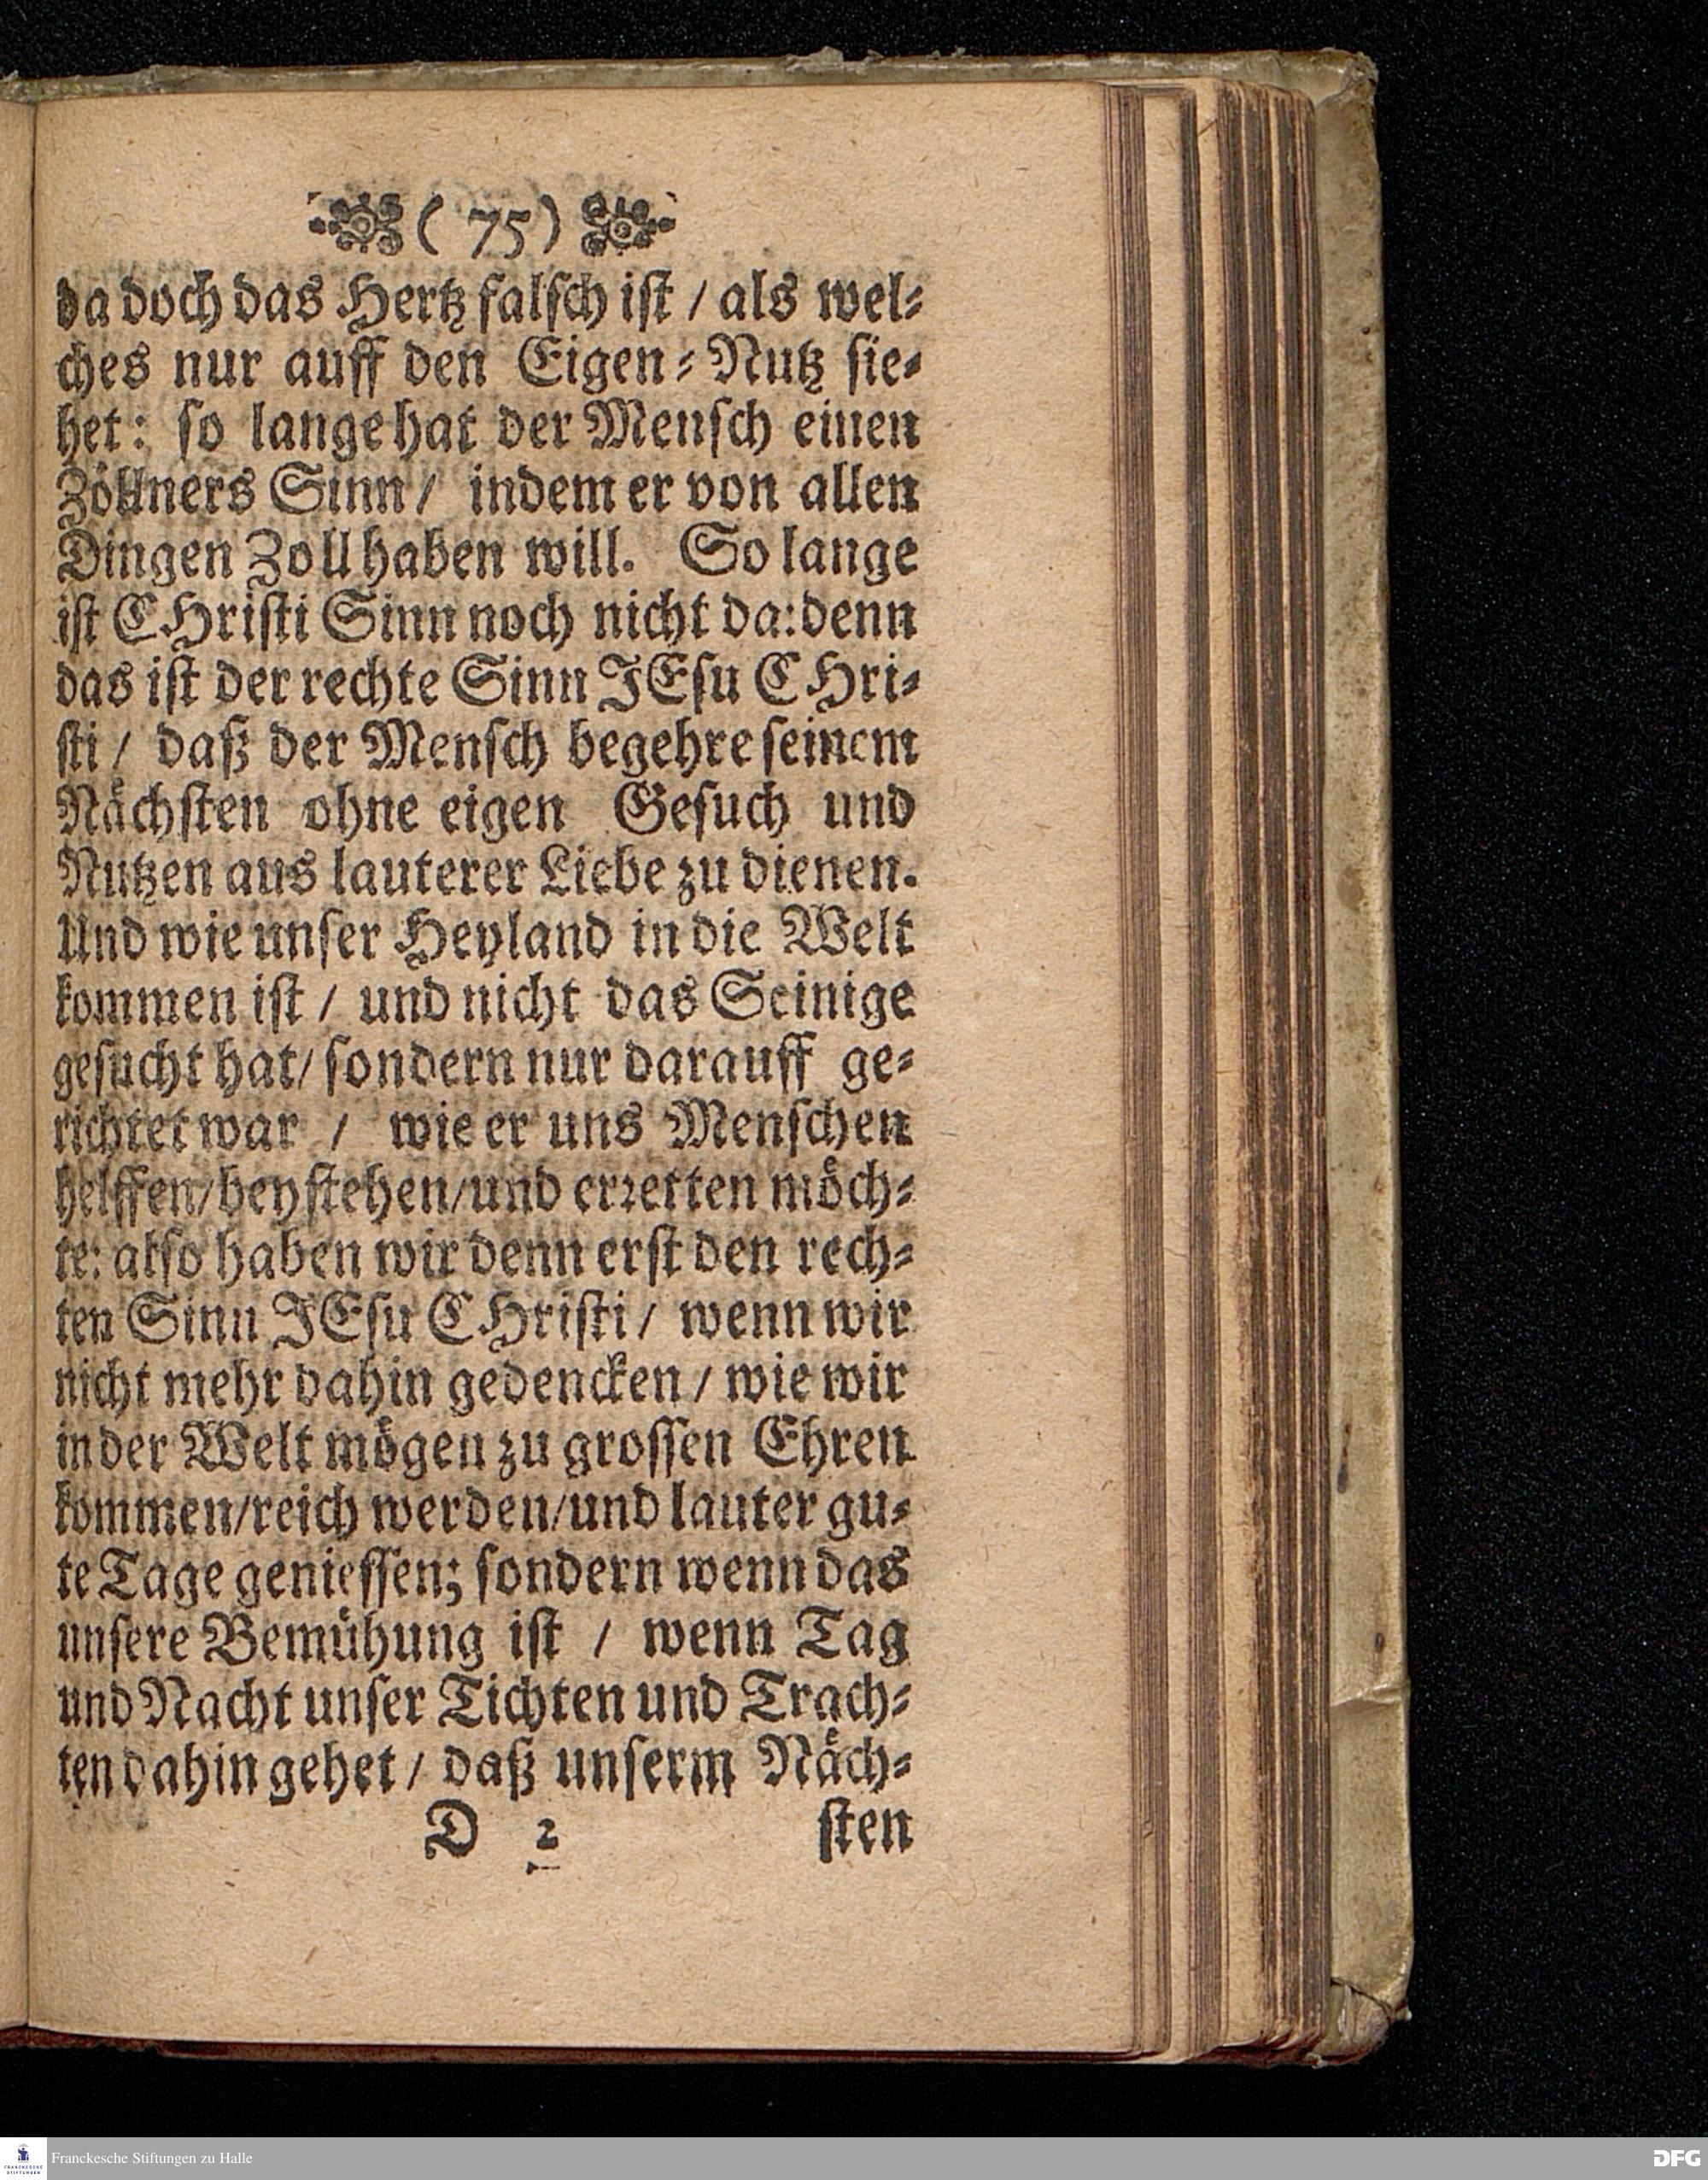 ( 75 )
da doch das Hertz falsch ist / als wel-
ches nur auff den Eigen-Nutz sie-
het: so lange hat der Mensch einen
Zöllners Sinn / indem er von allen
Dingen Zoll haben will. So lange
ist CHristi Sinn noch nicht da: denn
das ist der rechte Sinn JEsu CHri-
sti / daß der Mensch begehre seinem
Nächsten ohne eigen Gesuch und
Nutzen aus lauterer Liebe zu dienen.
Und wie unser Heyland in die Welt
kommen ist / und nicht das Seinige
gesucht hat / sondern nur darauff ge-
richtet war / wie er uns Menschen
helffen / beystehen / und erretten möch-
te: also haben wir denn erst den rech-
ten Sinn JEsu CHristi / wenn wir
nicht mehr dahin gedencken / wie wir
in der Welt mögen zu grossen Ehren
kommen / reich werden / und lauter gu-
te Tage geniessen; sondern wenn das
unsere Bemühung ist / wenn Tag
und Nacht unser Tichten und Trach-
ten dahin gehet / daß unserm Näch-
D 2 sten
Franckesche Stiftungen zu Halle
FRANCKESCHE STIFTUNGEN
DFG